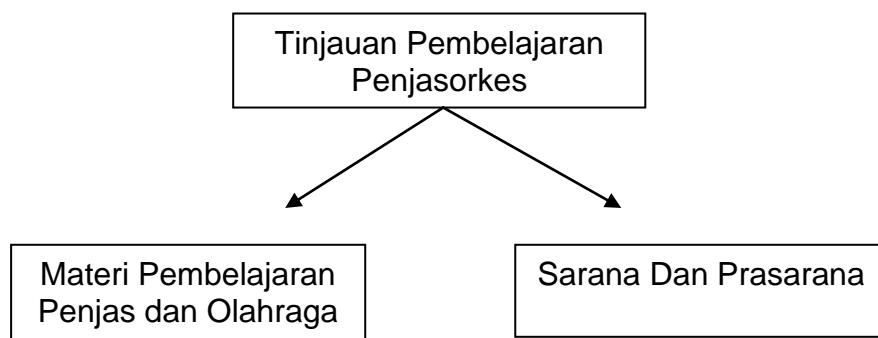 Tinjauan Pembelajaran
Penjasorkes
Materi Pembelajaran
Penjas dan Olahraga
Sarana Dan Prasarana